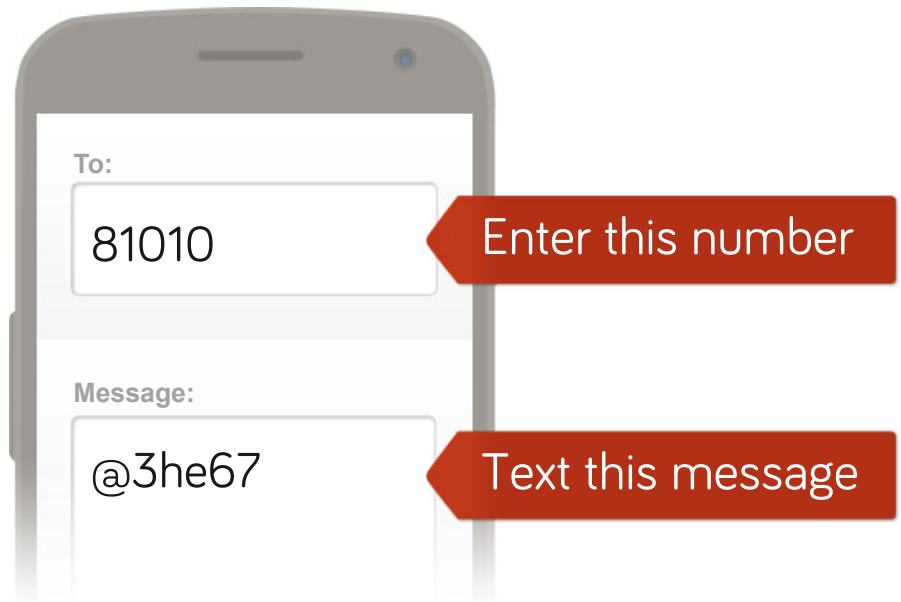 To:
81010
Enter this number
Message:
@3he67
Text this message